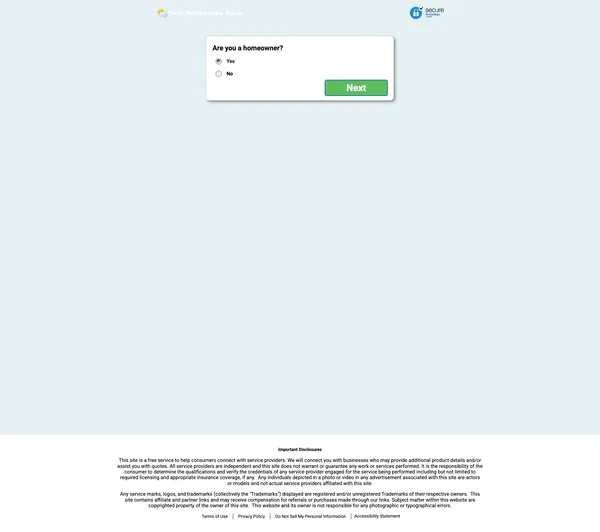 secure
Are you a homeowner?
Yes
No
Next
Important Disclosures
This site is a free service to help consumers connect with service providers. We will connect you with businesses who may provide additional product details and/or
assist you with quotes. All service providers are independent and this site does not warrant or guarantee any work or services performed. It is the responsibility of the
consumer to determine the qualifications and verify the credentials of any service provider engaged for the service being performed including but not limited to
required licensing and appropriate insurance coverage, if any. Any individuals depicted in a photo or video in any advertisement associated with this site are actors
or models and not actual service providers affiliated with this site.
Any service marks, logos, and trademarks (collectively the "Trademarks") displayed are registered and/or unregistered Trademarks of their respective owners. This
site contains affiliate and partner links and may receive compensation for referrals or purchases made through our links. Subject matter within this website are
copyrighted property of the owner of this site. This website and its owner is not responsible for any photographic or typographical errors.
Terms of Use | Privacy Policy | Do Not Sell My Personal Information | Accessibility Statement